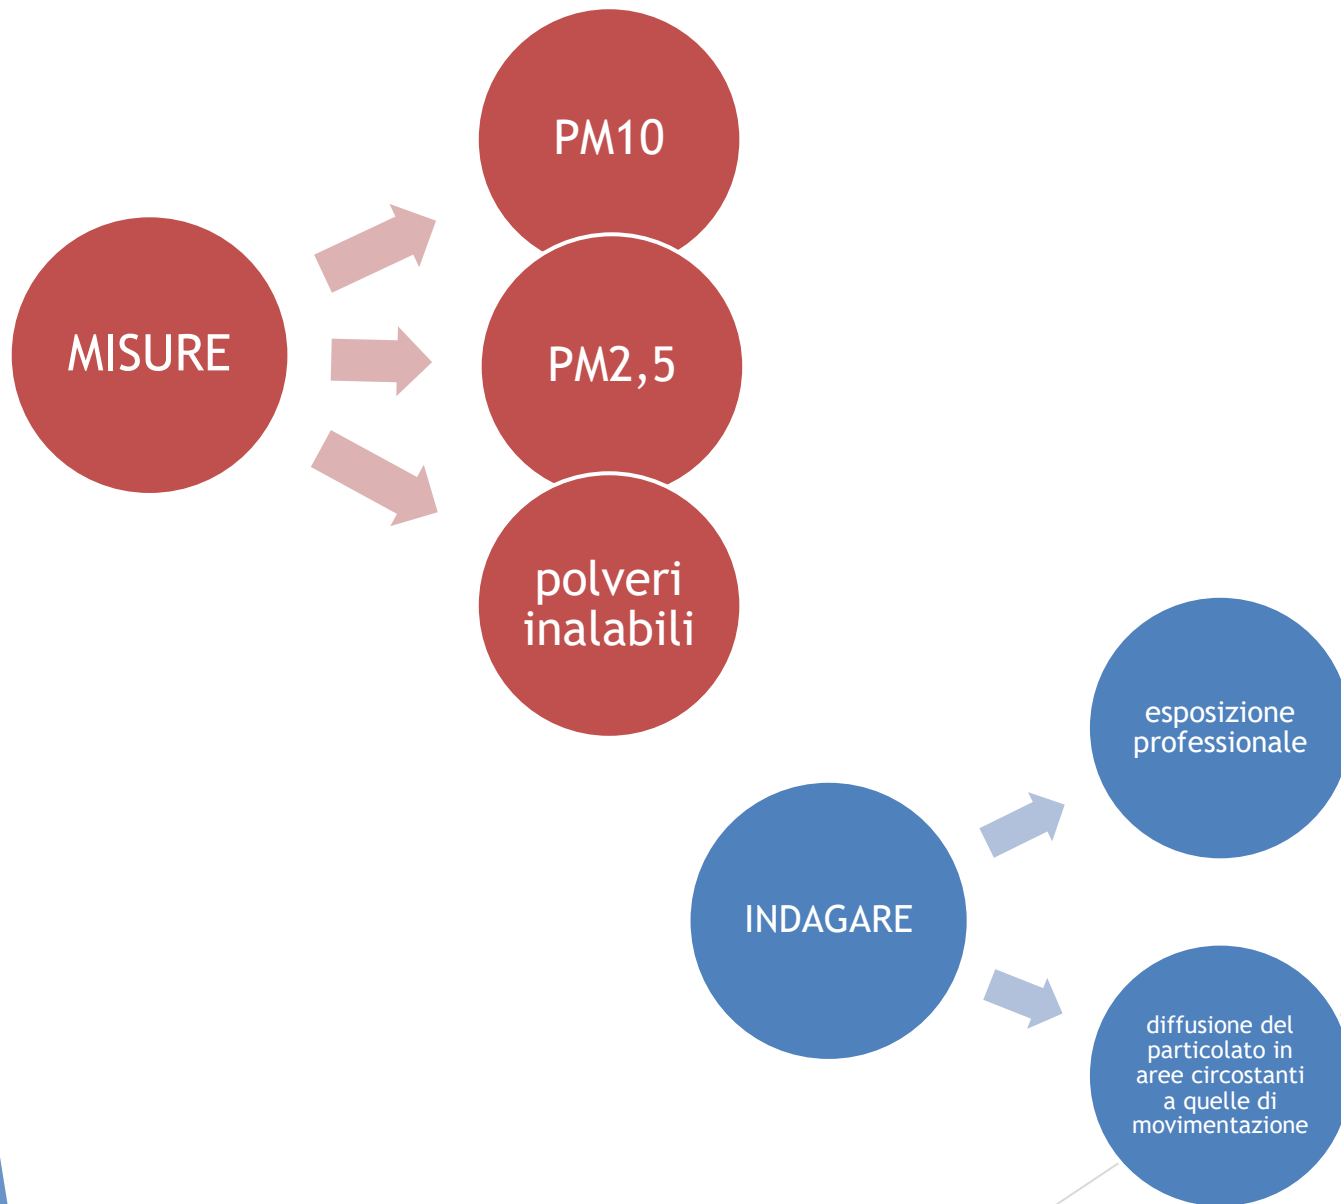 PM10
MISURE
PM2,5
polveri
inalabili
esposizione
professionale
INDAGARE
diffusione del
particolato in
aree circostanti
a quelle di
movimentazione